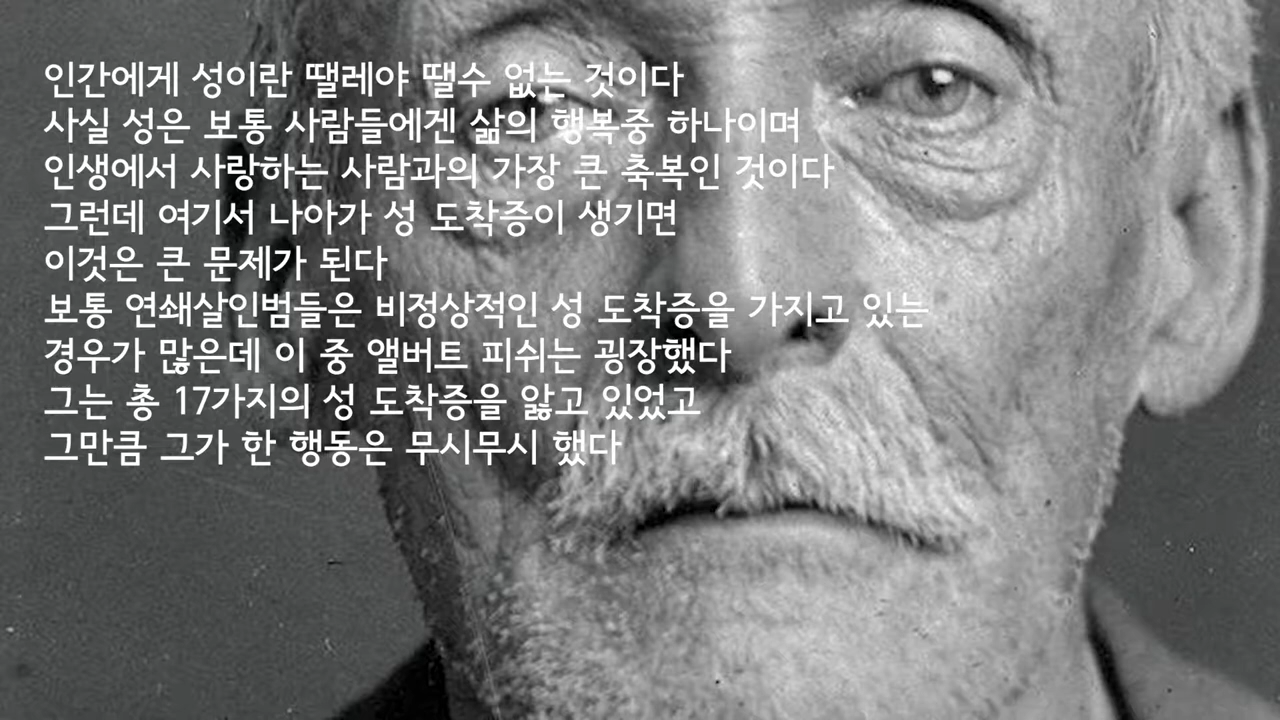 인간에게 성이란 땔레야 땔수 없는 것이다
사실 성은 보통 사람들에겐 삶의 행복중 하나이며
인생에서 사랑하는 사람과의 가장 큰 축복인 것이다
그런데 여기서 나아가 성 도착증이 생기면
이것은 큰 문제가 된다
보통 연쇄살인범들은 비정상적인 성 도착증을 가지고 있는
경우가 많은데 이 중 앨버트 피쉬는 굉장했다
그는 총 17가지의 성 도착증을 앓고 있었고
그만큼 그가 한 행동은 무시무시 했다